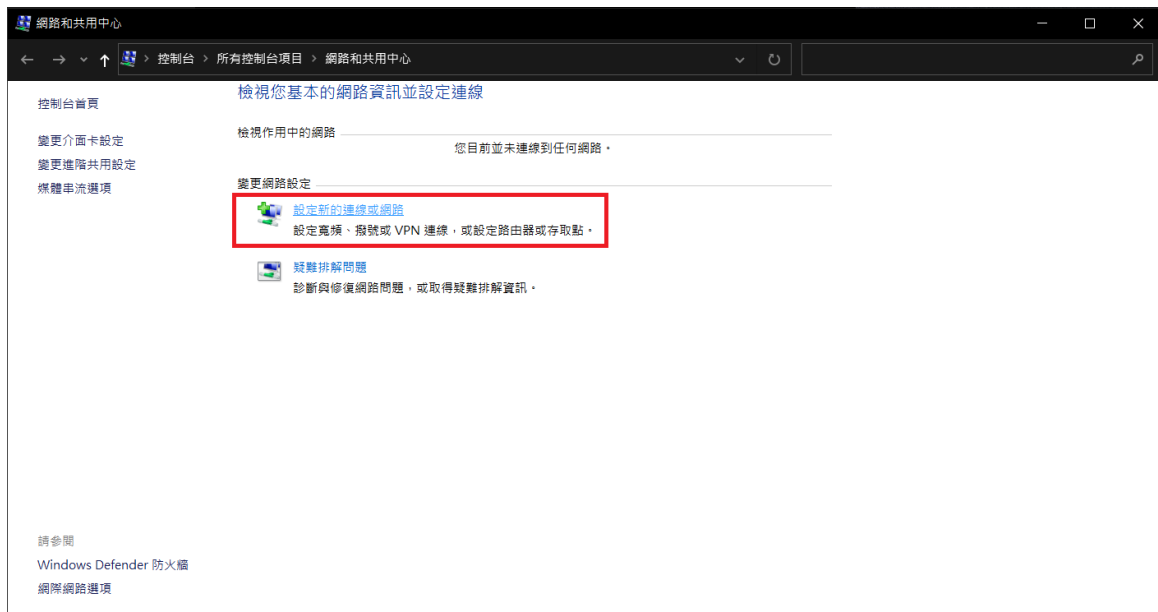 網路和共用中心
控制台 > 所有控制台項目 > 網路和共用中心
控制台首頁
變更介面卡設定
變更進階共用設定
媒體串流選項
檢視您基本的網路資訊並設定連線
檢視作用中的網路
您目前並未連線到任何網路。
變更網路設定
設定新的連線或網路
設定寬頻、撥號或 VPN 連線，或設定路由器或存取點。
疑難排解問題
診斷與修復網路問題，或取得疑難排解資訊。
請參閱
Windows Defender 防火牆
網際網路選項